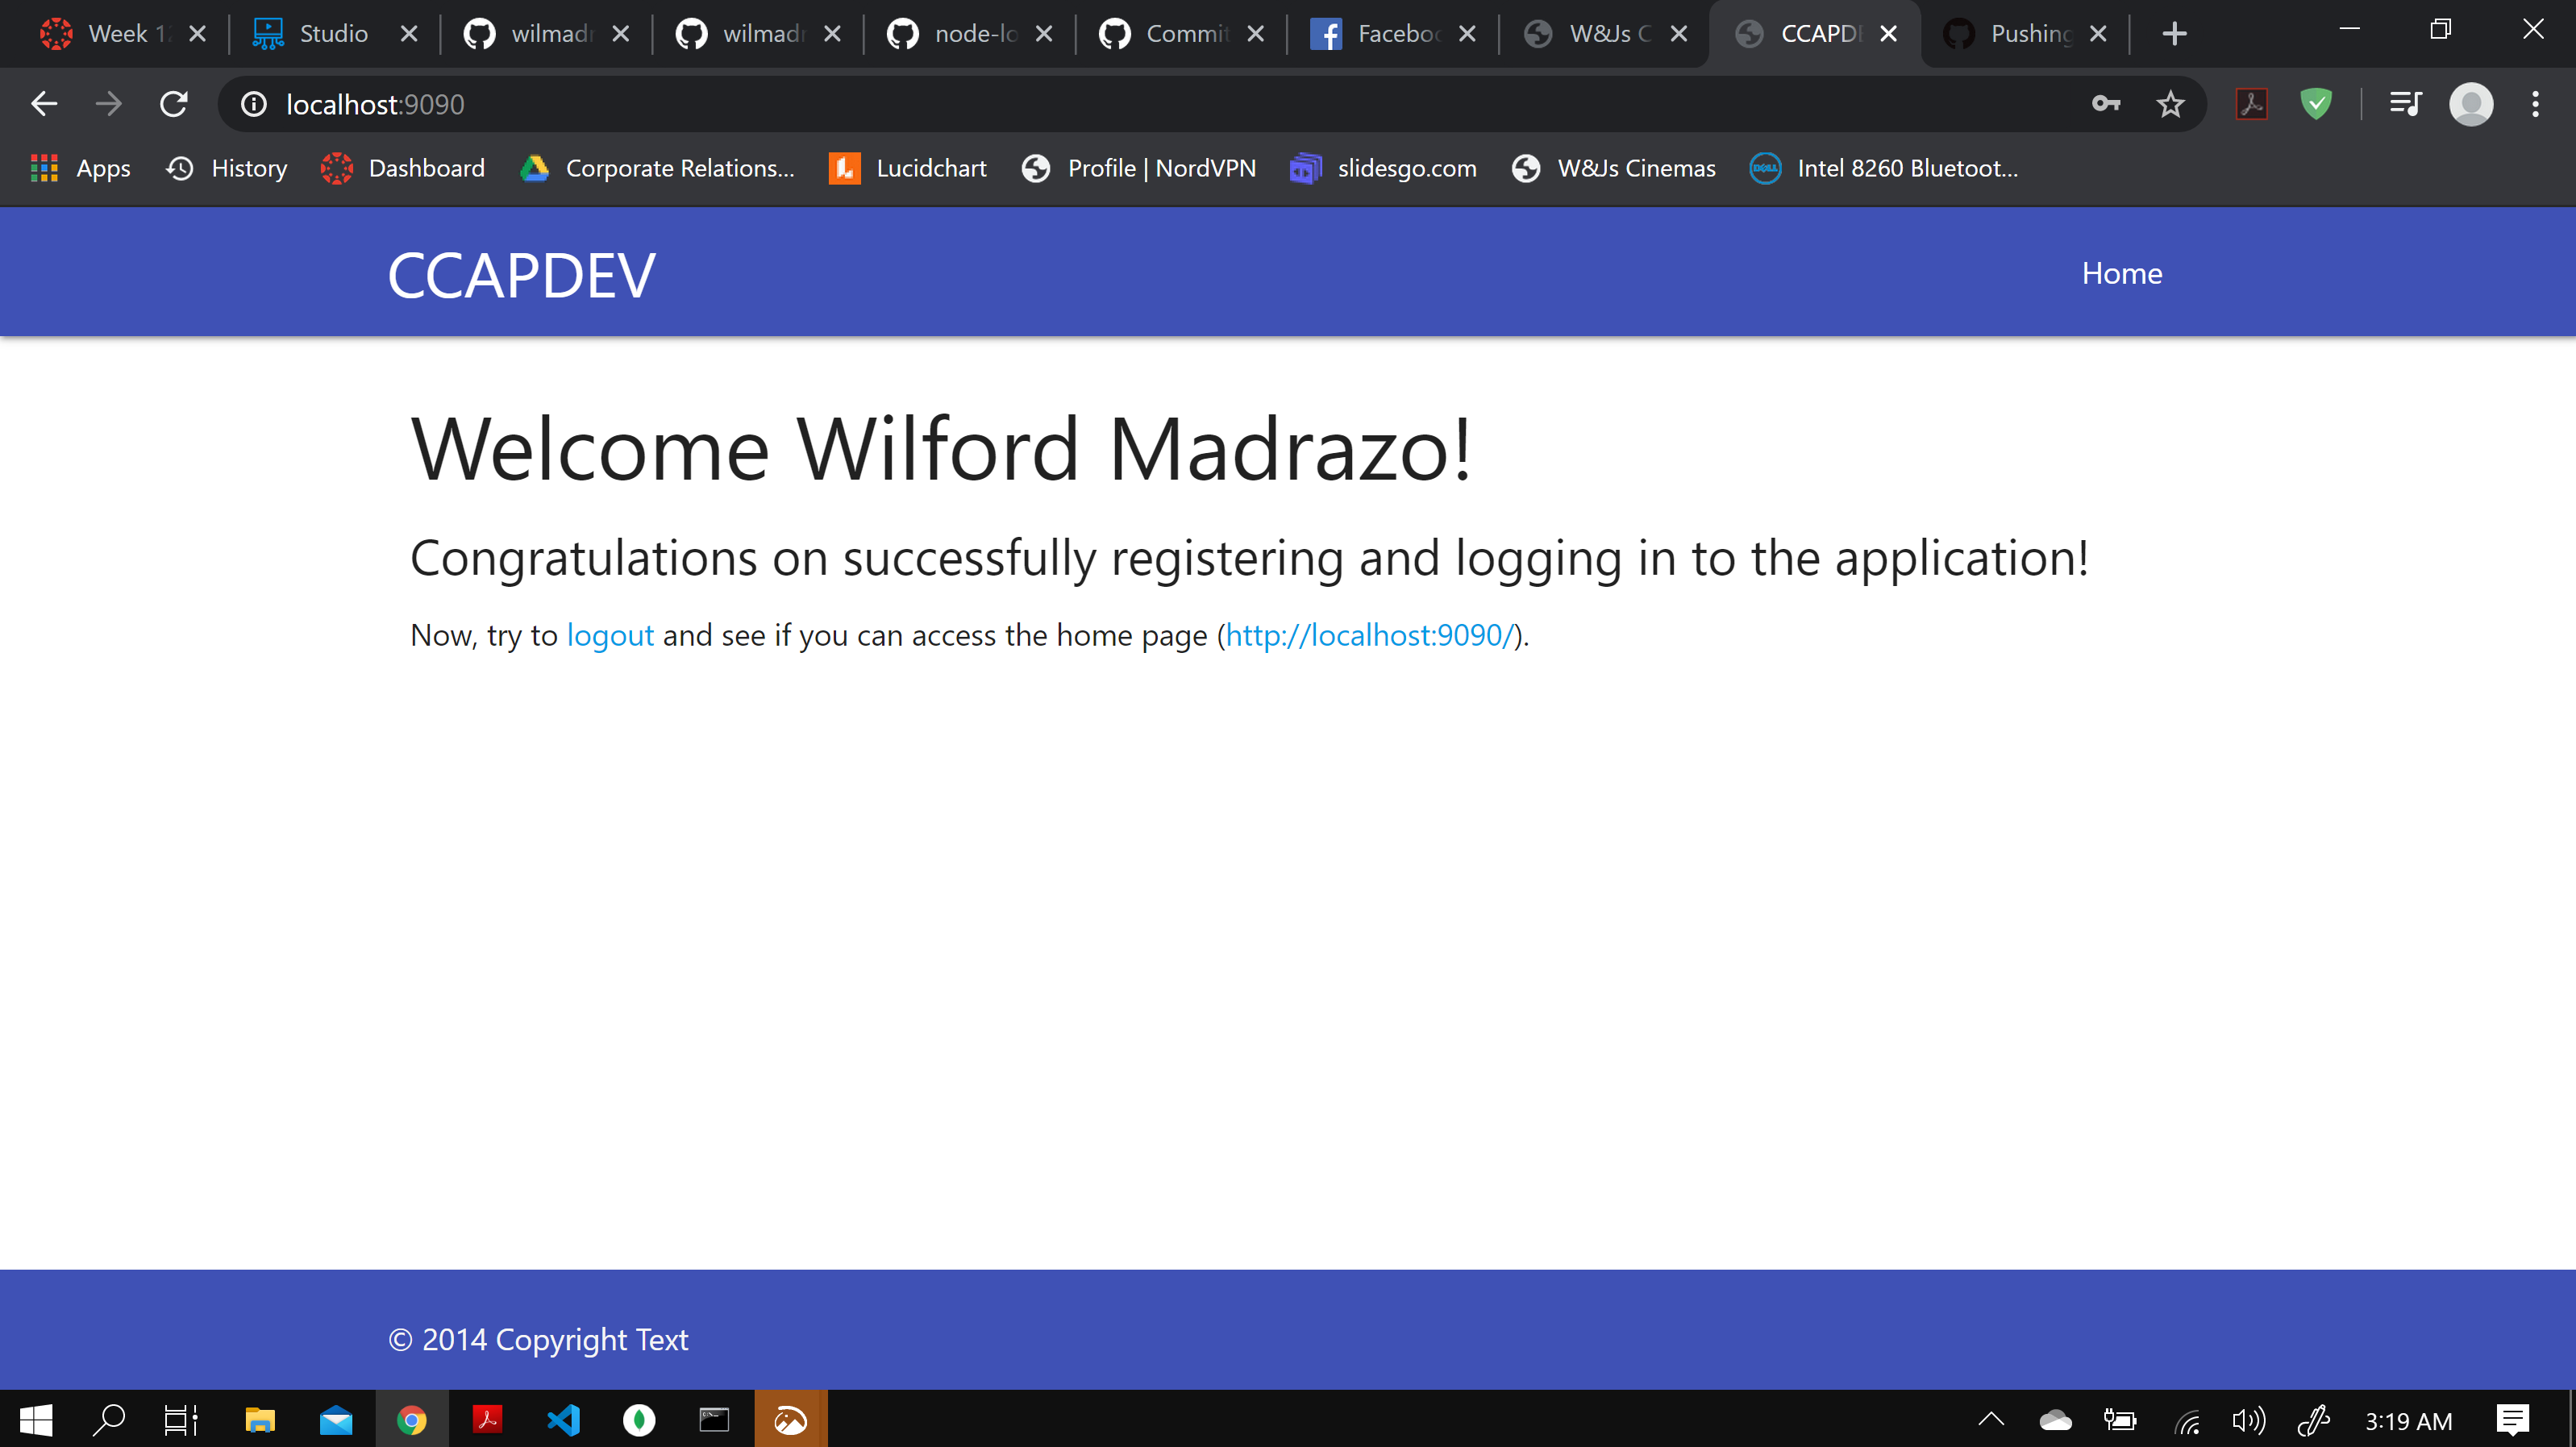 Week 12
Studio
wilmadr
wilmadr
node-lo
Commit
Faceboo
W&Js C
CCAPDE
Pushing
localhost:9090
Apps
History
Dashboard
Corporate Relations...
Lucidchart
Profile | NordVPN
slidesgo.com
W&Js Cinemas
DELL
Intel 8260 Bluetoot...
CCAPDEV
Home
Welcome Wilford Madrazo!
Congratulations on successfully registering and logging in to the application!
Now, try to logout and see if you can access the home page (http://localhost:9090/).
© 2014 Copyright Text
3:19 AM